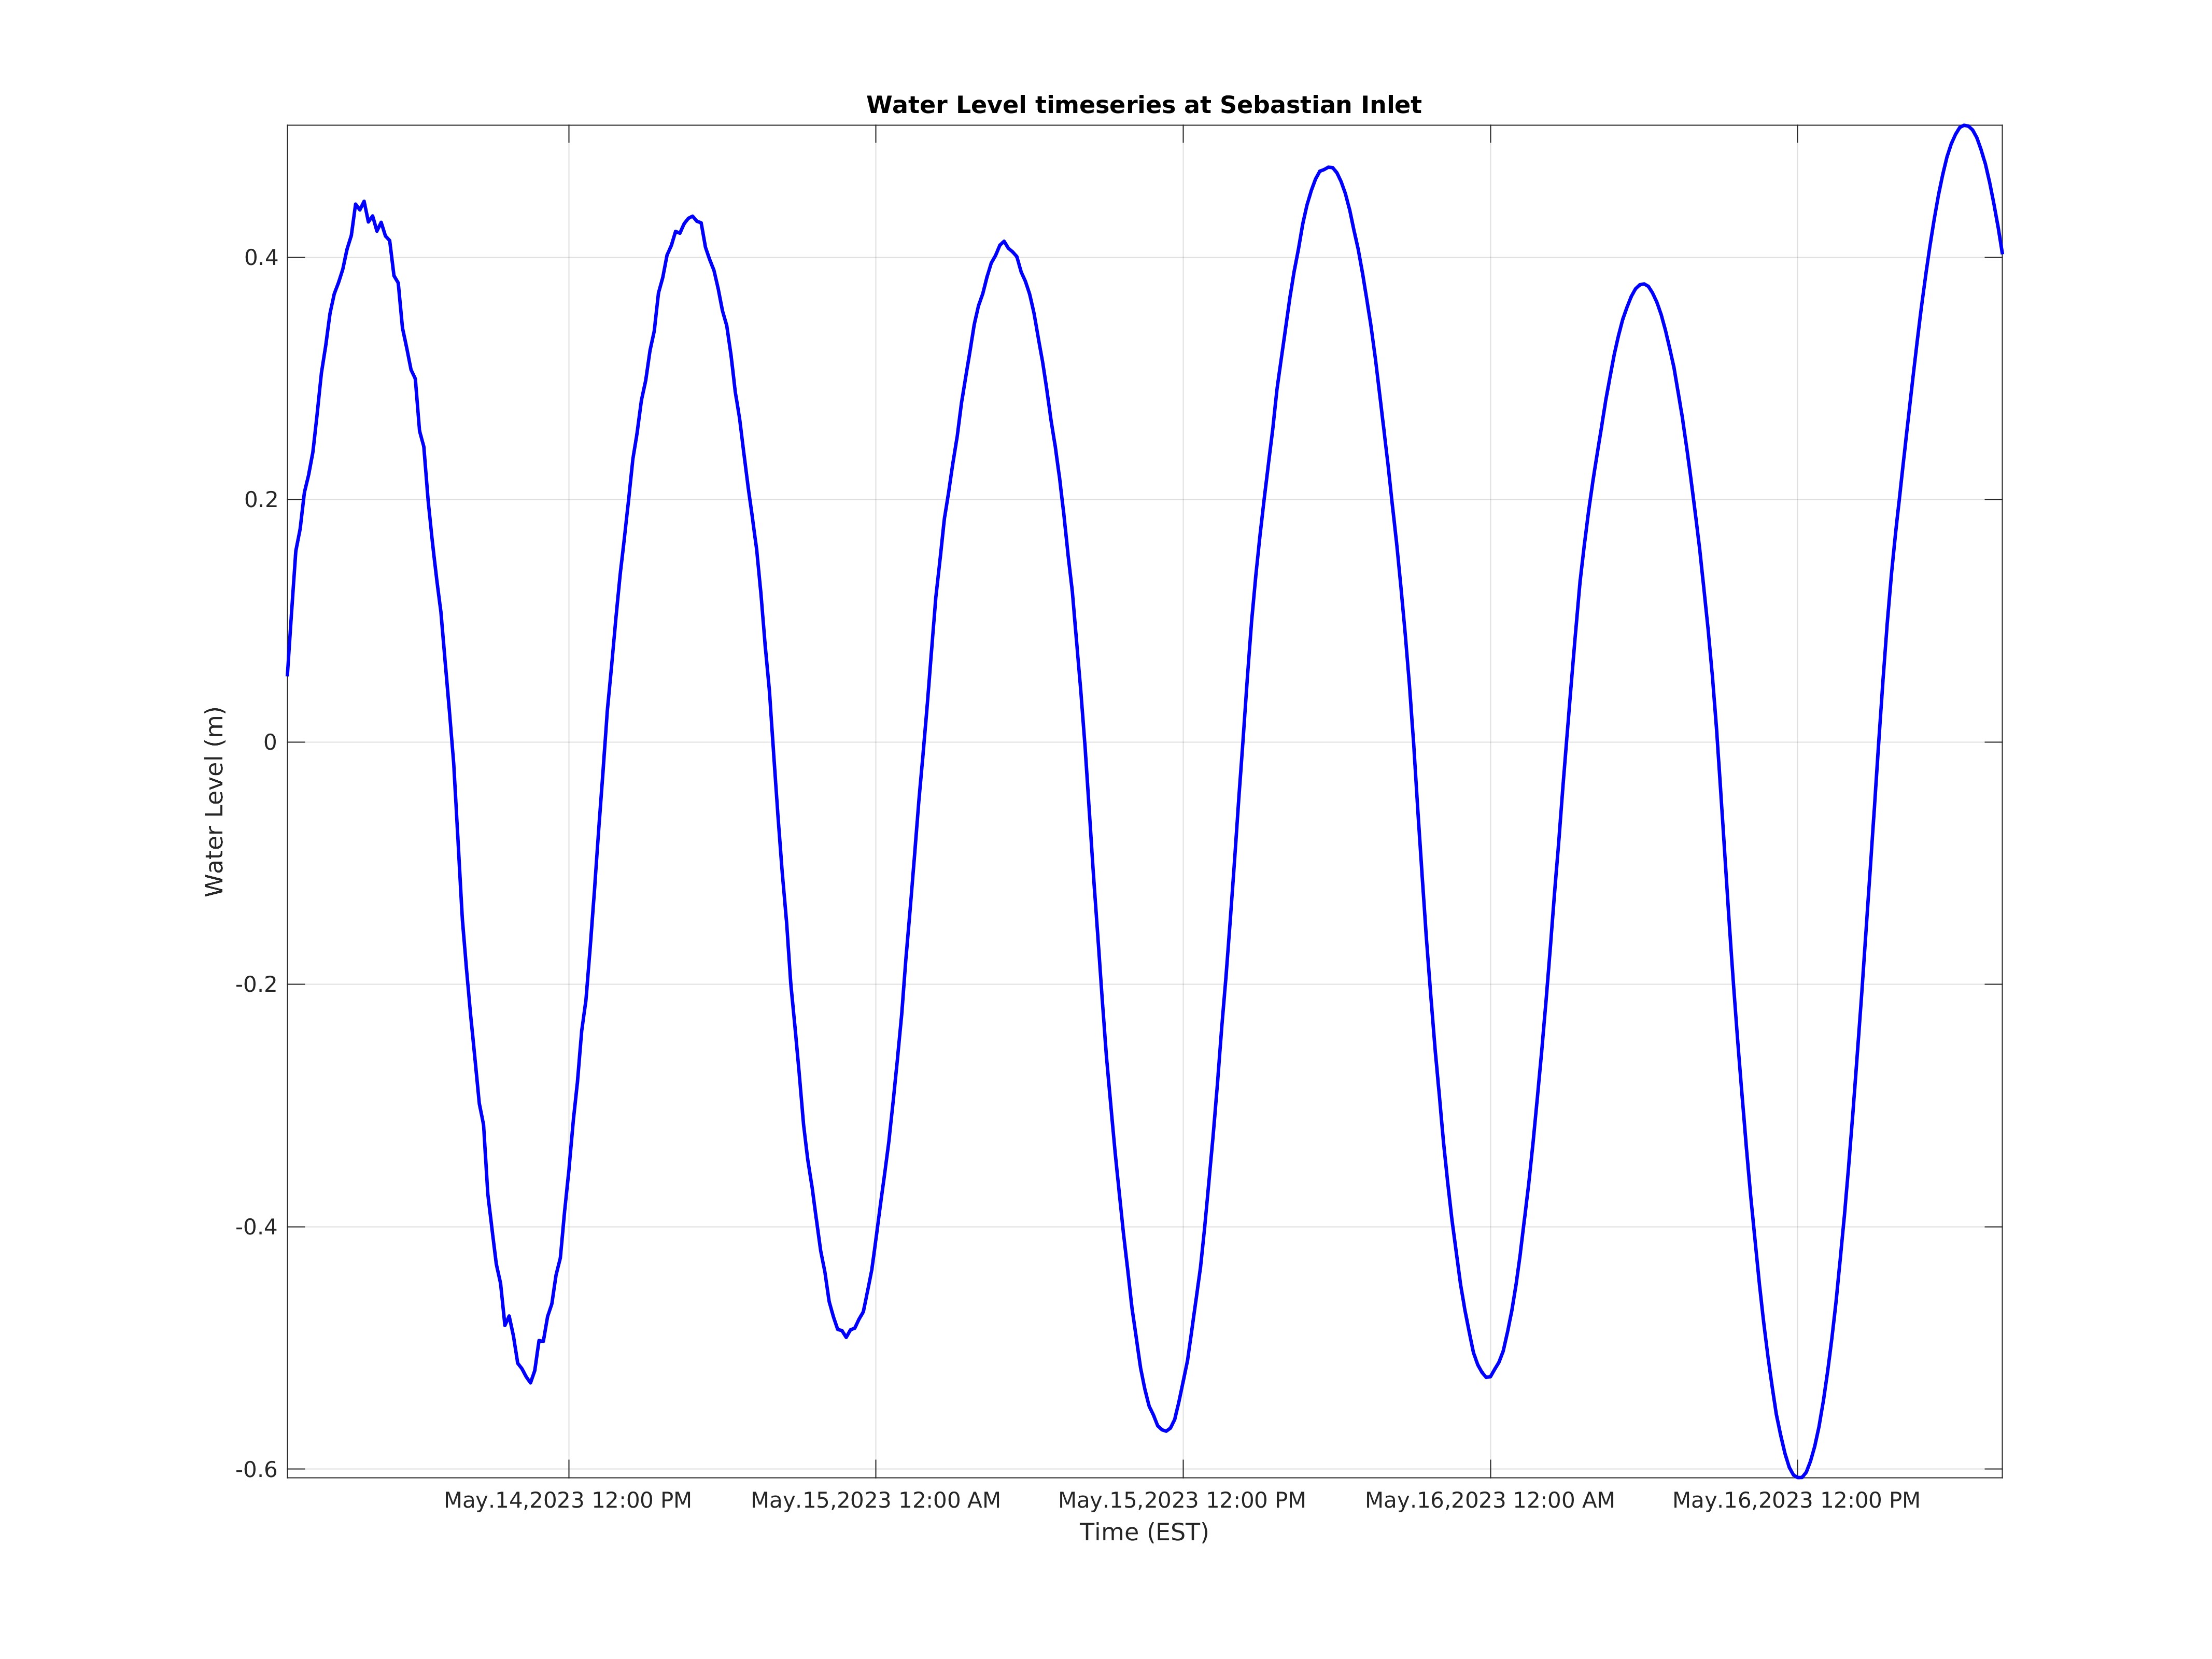 Water Level timeseries at Sebastian Inlet
0.4
0.2
0
-0.2
-0.4
-0.6
Water Level (m)
May.14,2023 12:00 PM
May.15,2023 12:00 AM
May.15,2023 12:00 PM
May.16,2023 12:00 AM
May.16,2023 12:00 PM
Time (EST)